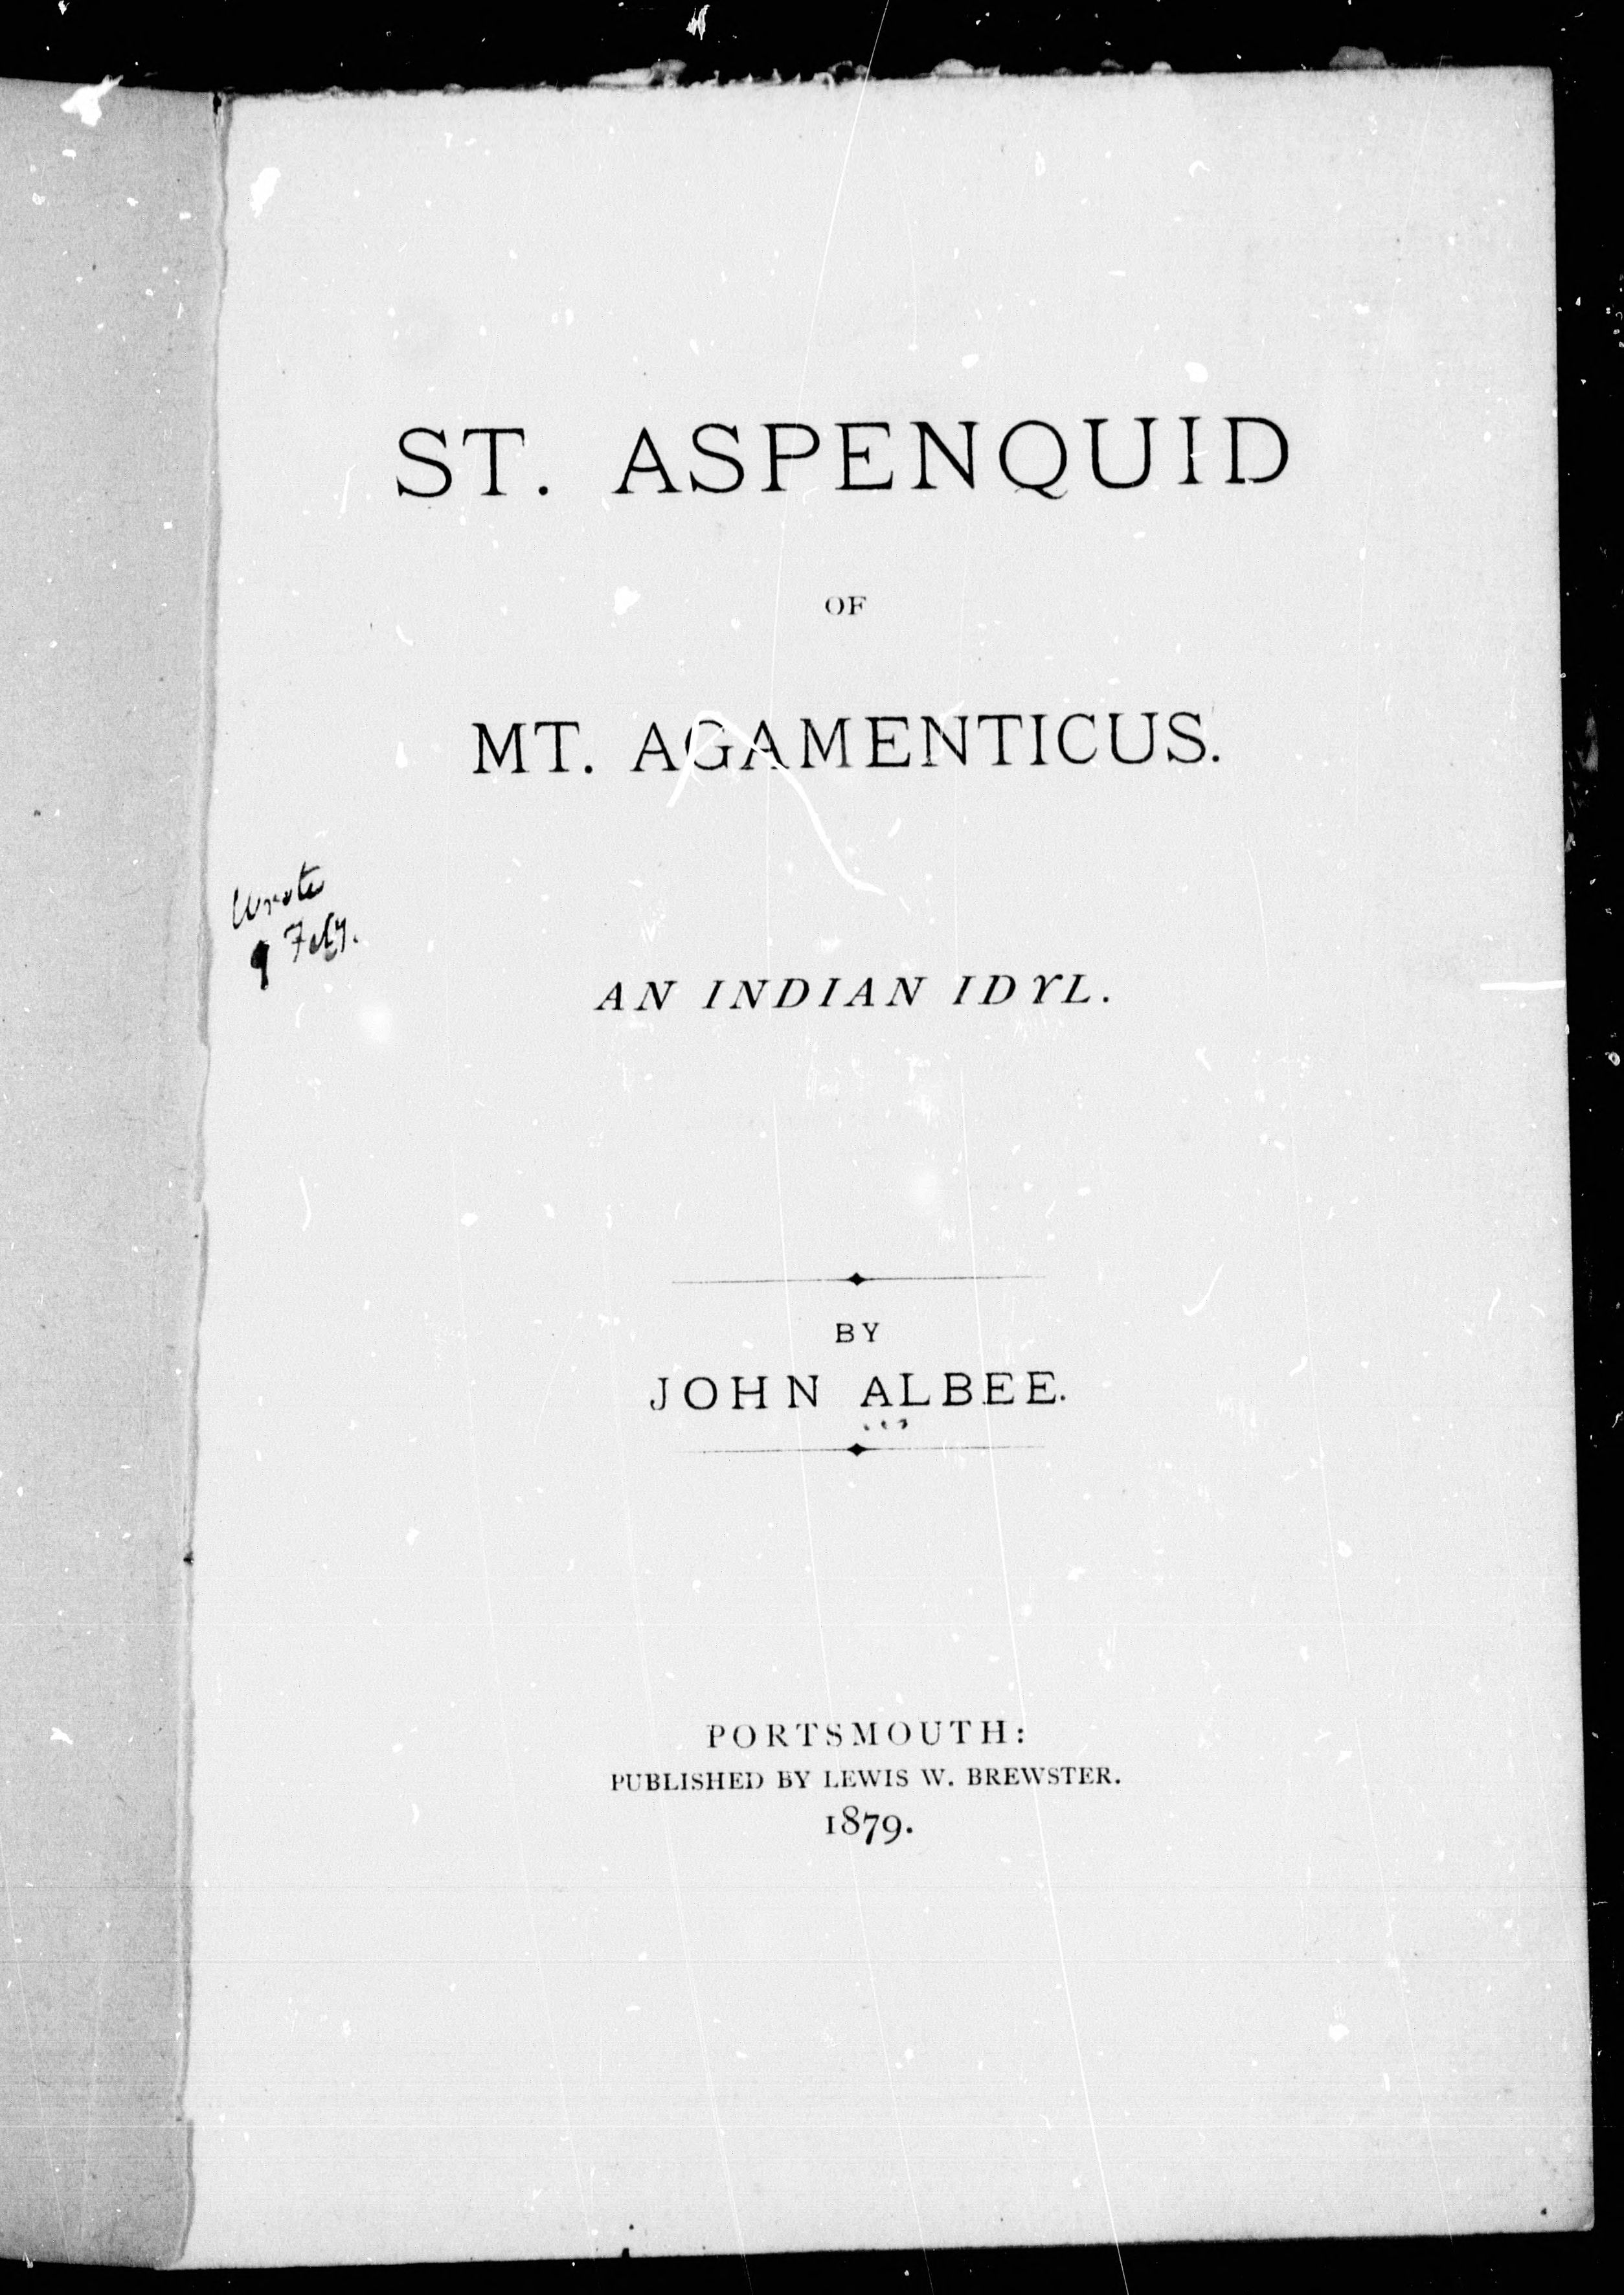 ST. ASPENQUID
OF
MT. AGAMENTICUS.
Wrote
9 Feby.
AN INDIAN IDYL.
BY
JOHN ALBEE.
PORTSMOUTH:
PUBLISHED BY LEWIS W. BREWSTER.
1879.